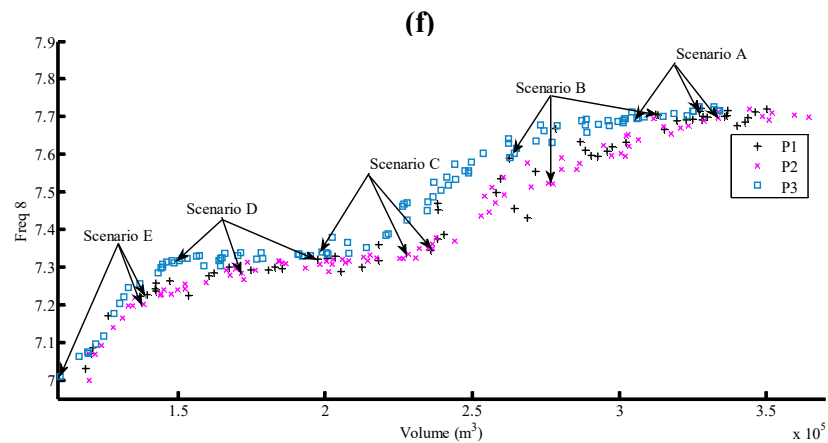 (f)
7.9
7.8
7.7
7.6
7.5
7.4
7.3
7.2
7.1
7
Freq 8
Scenario A
Scenario B
Scenario C
Scenario D
Scenario E
P1
P2
P3
1.5 2 2.5 3 3.5
x 10⁵
Volume (m³)